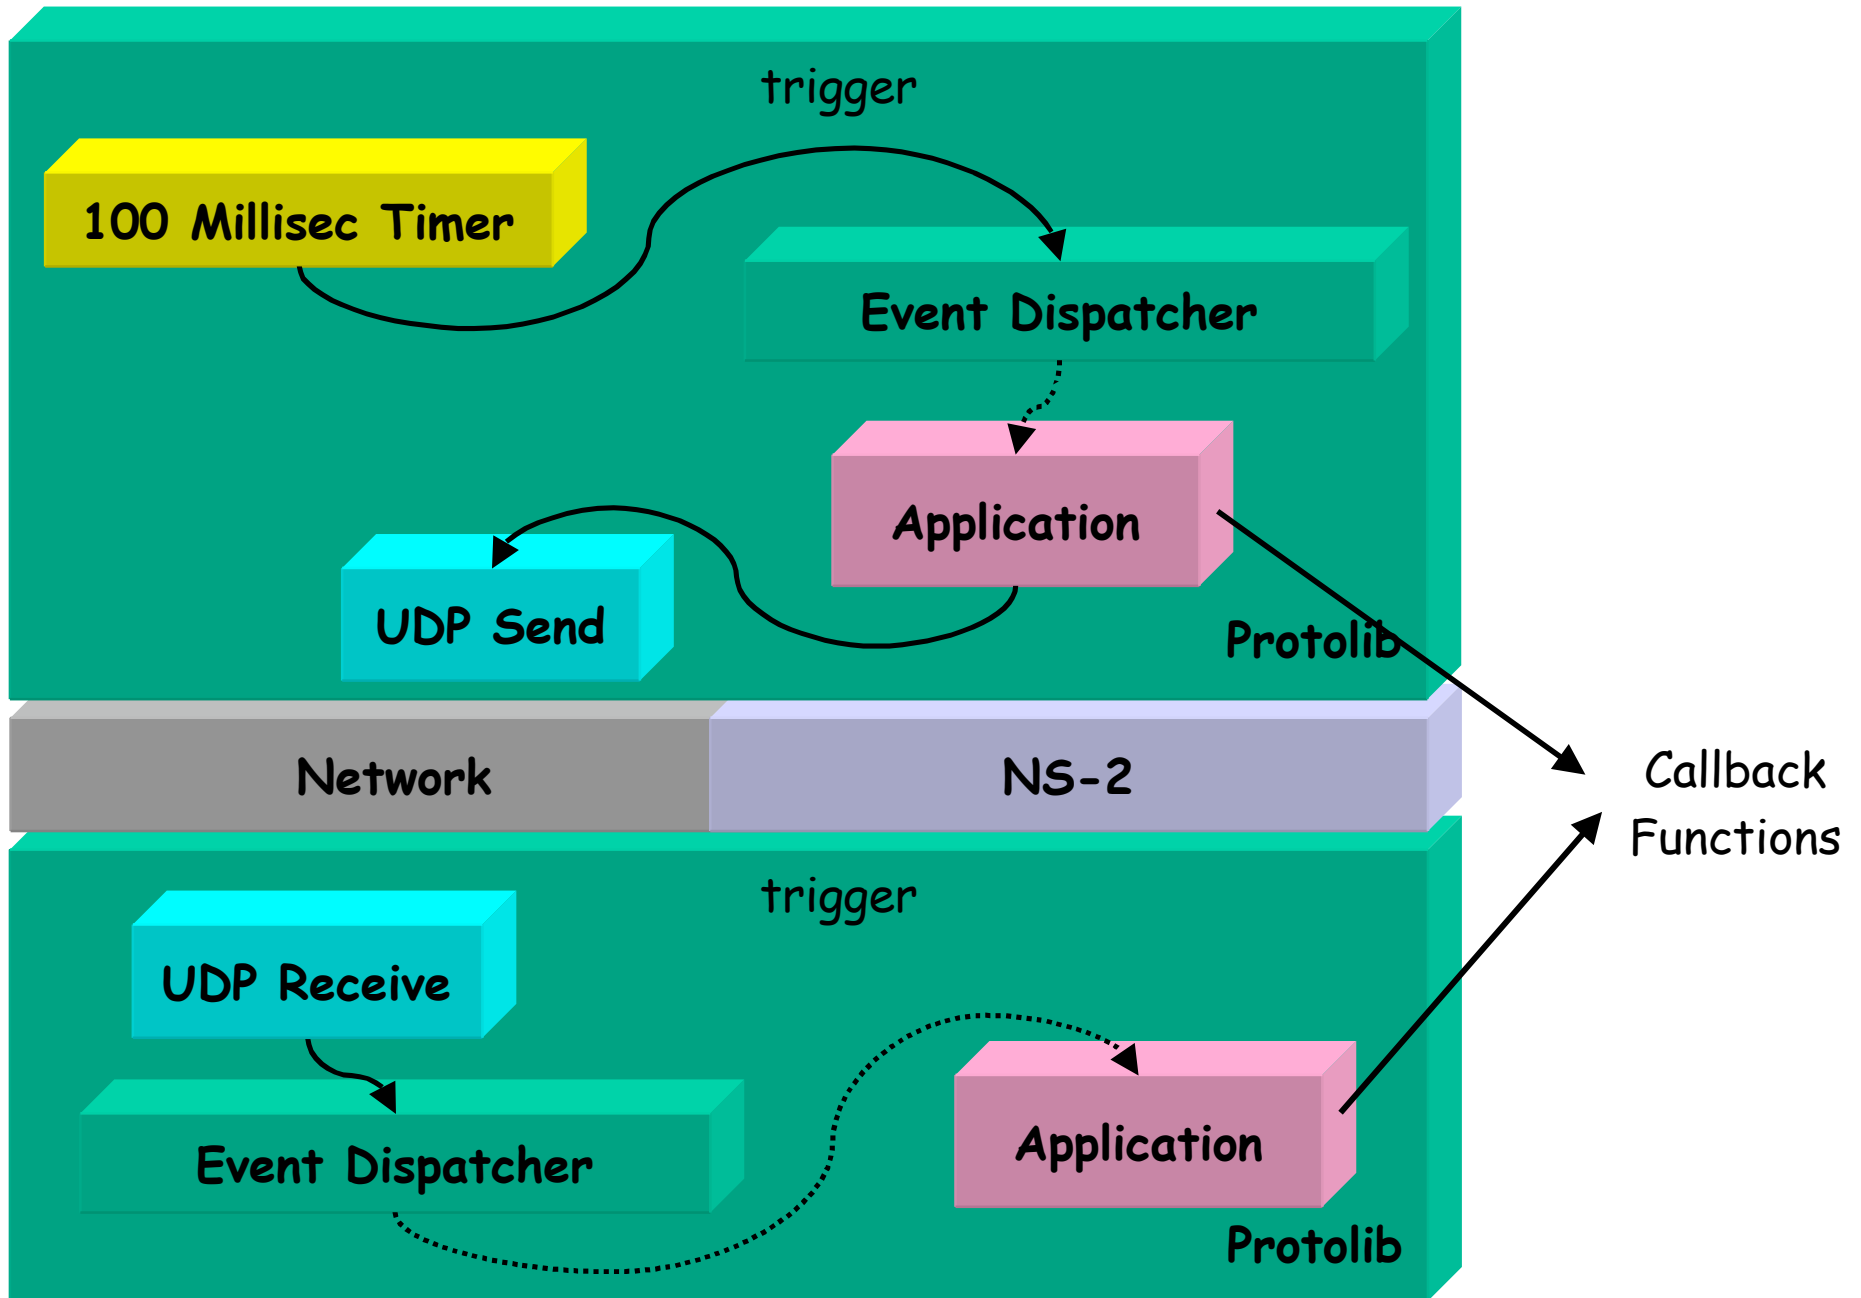 trigger
100 Millisec Timer
Event Dispatcher
Application
UDP Send
Protolib
Network
NS-2
Callback
Functions
trigger
UDP Receive
Event Dispatcher
Application
Protolib